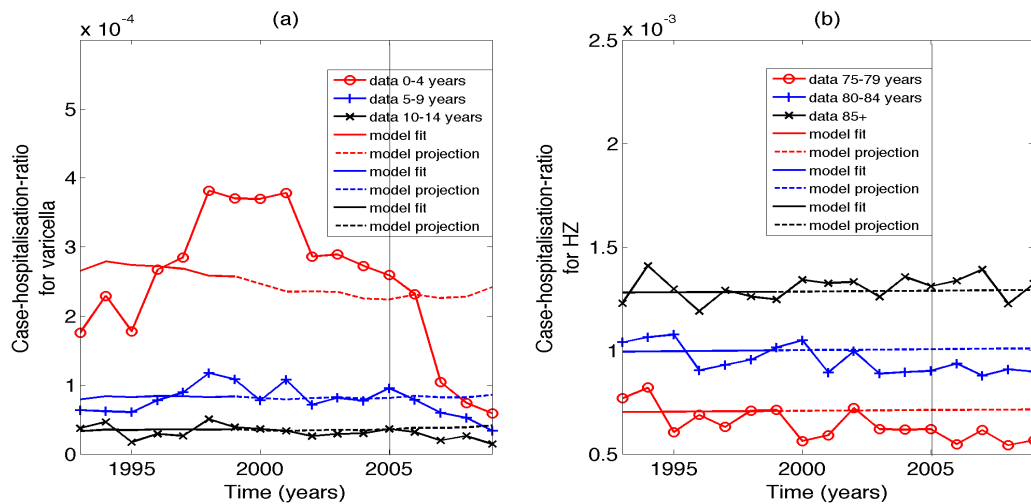 x 10⁻⁴
(a)
5
4
3
2
1
0
1995
2000
2005
Time (years)
Case-hospitalisation-ratio
for varicella
data 0-4 years
data 5-9 years
data 10-14 years
model fit
model projection
model fit
model projection
model fit
model projection
x 10⁻³
(b)
2.5
2
1.5
1
0.5
1995
2000
2005
Time (years)
Case-hospitalisation-ratio
for HZ
data 75-79 years
data 80-84 years
data 85+
model fit
model projection
model fit
model projection
model fit
model projection